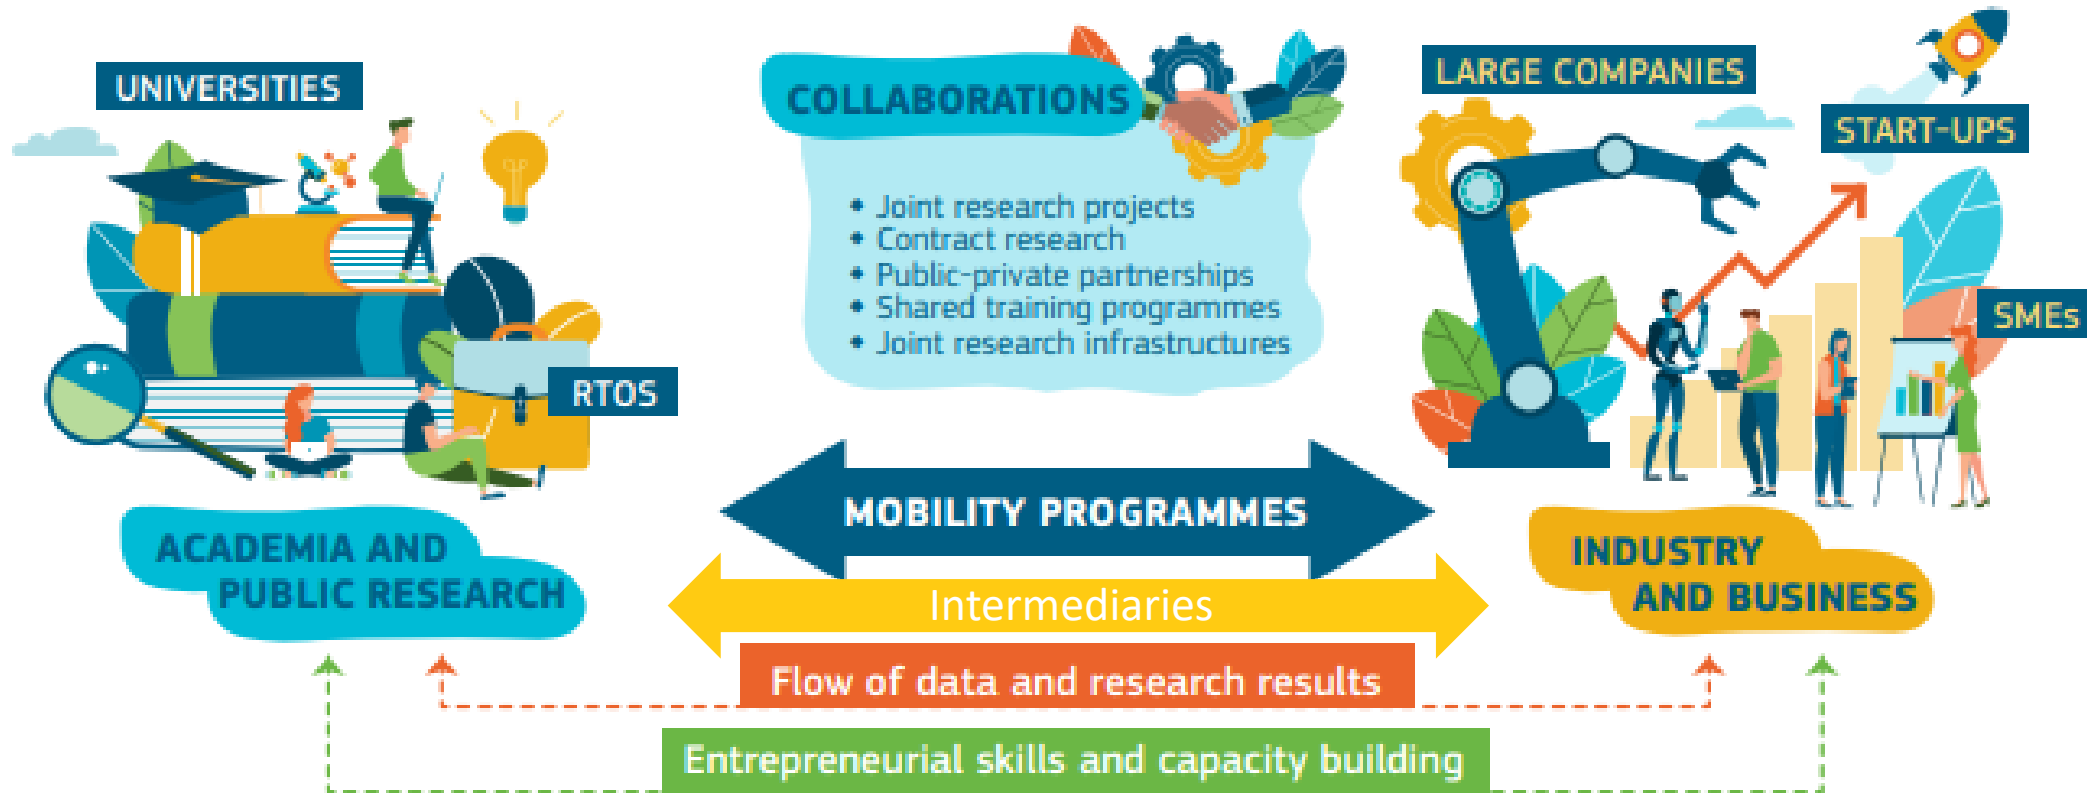 UNIVERSITIES
RTOS
ACADEMIA AND
PUBLIC RESEARCH
COLLABORATIONS
• Joint research projects
• Contract research
• Public-private partnerships
• Shared training programmes
• Joint research infrastructures
LARGE COMPANIES
START-UPS
SMEs
INDUSTRY
AND BUSINESS
MOBILITY PROGRAMMES
Intermediaries
Flow of data and research results
Entrepreneurial skills and capacity building